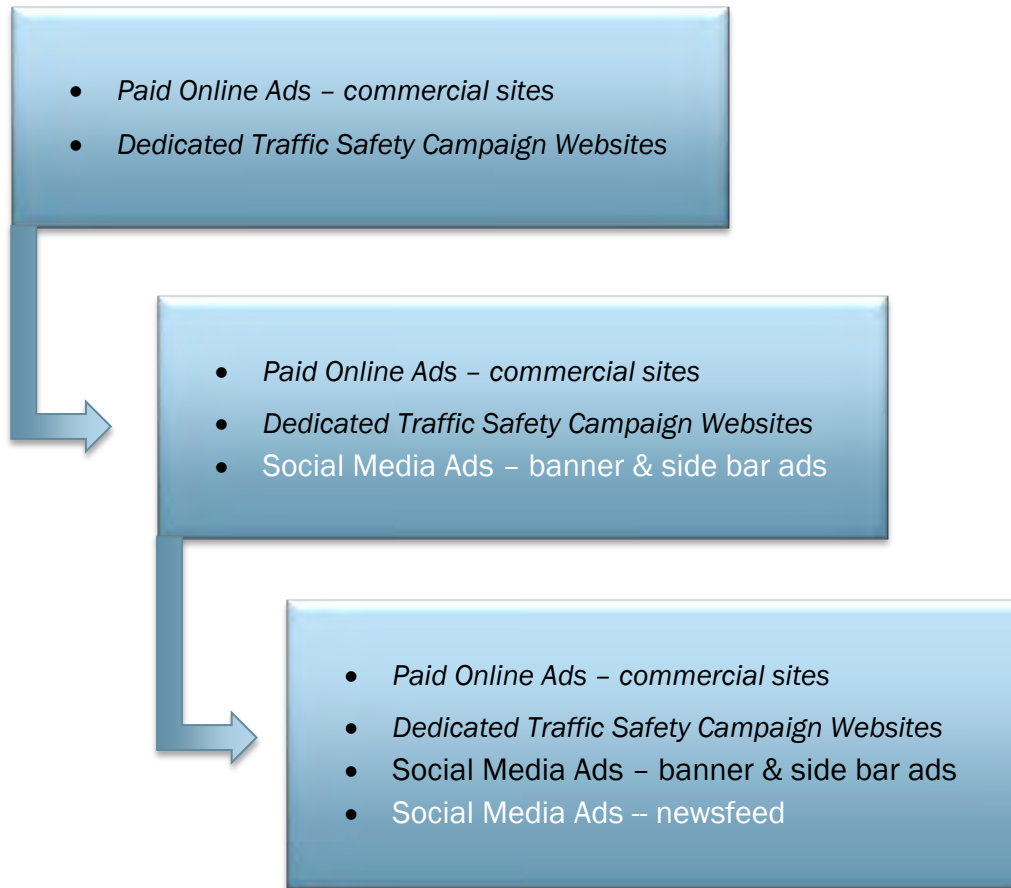 • Paid Online Ads – commercial sites
• Dedicated Traffic Safety Campaign Websites
• Paid Online Ads – commercial sites
• Dedicated Traffic Safety Campaign Websites
• Social Media Ads – banner & side bar ads
• Paid Online Ads – commercial sites
• Dedicated Traffic Safety Campaign Websites
• Social Media Ads – banner & side bar ads
• Social Media Ads -- newsfeed